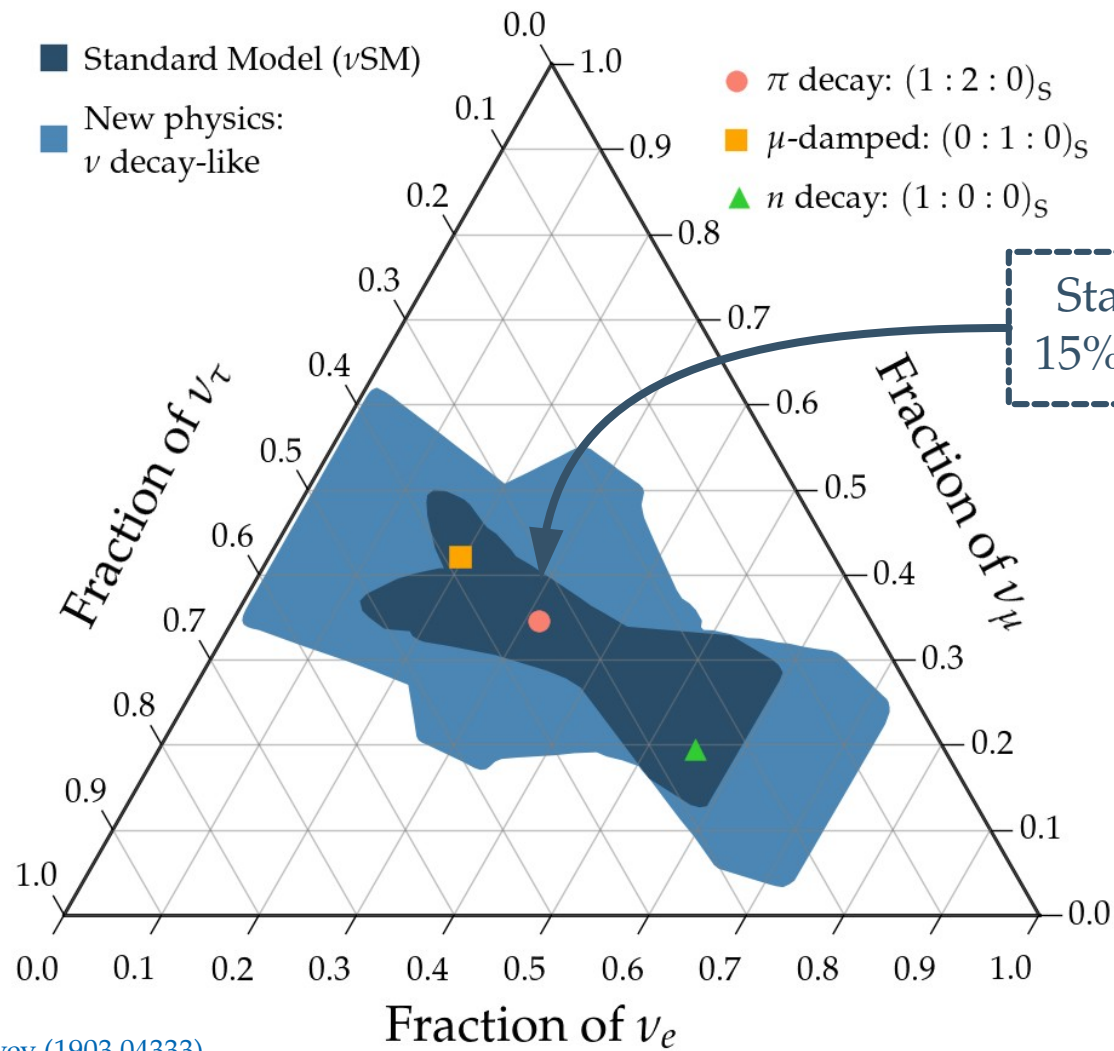 Standard Model (νSM)
New physics:
ν decay-like
π decay: (1 : 2 : 0)S
μ-damped: (0 : 1 : 0)S
n decay: (1 : 0 : 0)S
15%
Fraction of ντ
0.0
0.1
0.2
0.3
0.4
0.5
0.6
0.7
0.8
0.9
1.0
Fraction of νμ
1.0
0.9
0.8
0.7
0.6
0.5
0.4
0.3
0.2
0.1
0.0
0.0 0.1 0.2 0.3 0.4 0.5 0.6 0.7 0.8 0.9 1.0
Fraction of νe
(1903.04333)